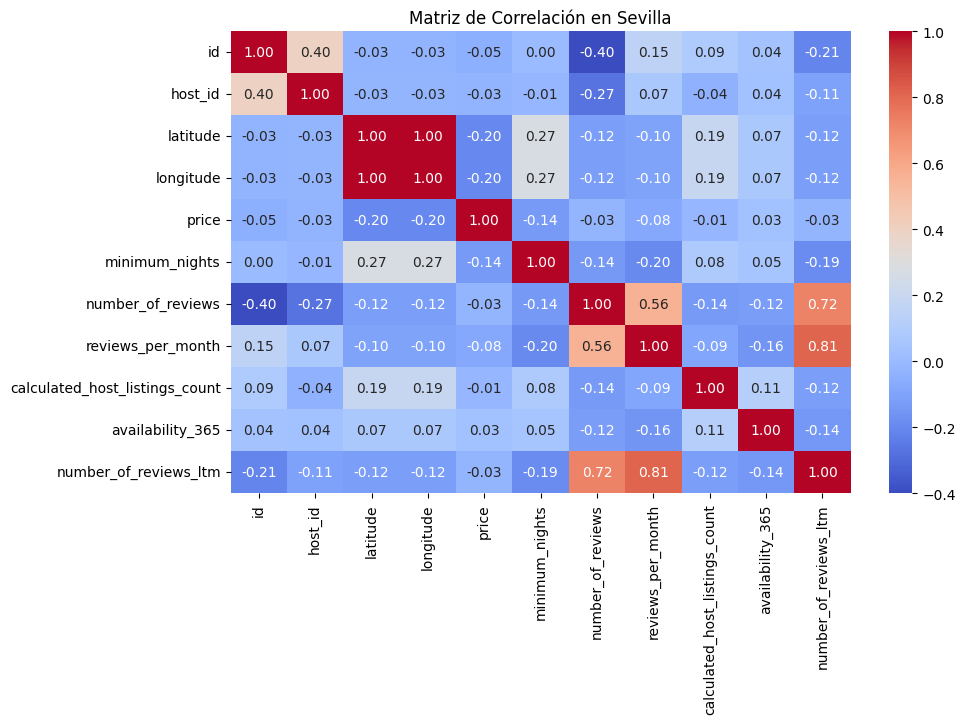 Matriz de Correlación en Sevilla
id 1.00 0.40 -0.03 -0.03 -0.05 0.00 -0.40 0.15 0.09 0.04 -0.21
host_id 0.40 1.00 -0.03 -0.03 -0.03 -0.01 -0.27 0.07 -0.04 0.04 -0.11
latitude -0.03 -0.03 1.00 1.00 -0.20 0.27 -0.12 -0.10 0.19 0.07 -0.12
longitude -0.03 -0.03 1.00 1.00 -0.20 0.27 -0.12 -0.10 0.19 0.07 -0.12
price -0.05 -0.03 -0.20 -0.20 1.00 -0.14 -0.03 -0.08 -0.01 0.03 -0.03
minimum_nights 0.00 -0.01 0.27 0.27 -0.14 1.00 -0.14 -0.20 0.08 0.05 -0.19
number_of_reviews -0.40 -0.27 -0.12 -0.12 -0.03 -0.14 1.00 0.56 -0.14 -0.12 0.72
reviews_per_month 0.15 0.07 -0.10 -0.10 -0.08 -0.20 0.56 1.00 -0.09 -0.16 0.81
calculated_host_listings_count 0.09 -0.04 0.19 0.19 -0.01 0.08 -0.14 -0.09 1.00 0.11 -0.12
availability_365 0.04 0.04 0.07 0.07 0.03 0.05 -0.12 -0.16 0.11 1.00 -0.14
number_of_reviews_ltm -0.21 -0.11 -0.12 -0.12 -0.03 -0.19 0.72 0.81 -0.12 -0.14 1.00
id
host_id
latitude
longitude
price
minimum_nights
number_of_reviews
reviews_per_month
calculated_host_listings_count
availability_365
number_of_reviews_ltm
1.0
0.8
0.6
0.4
0.2
0.0
−0.2
−0.4